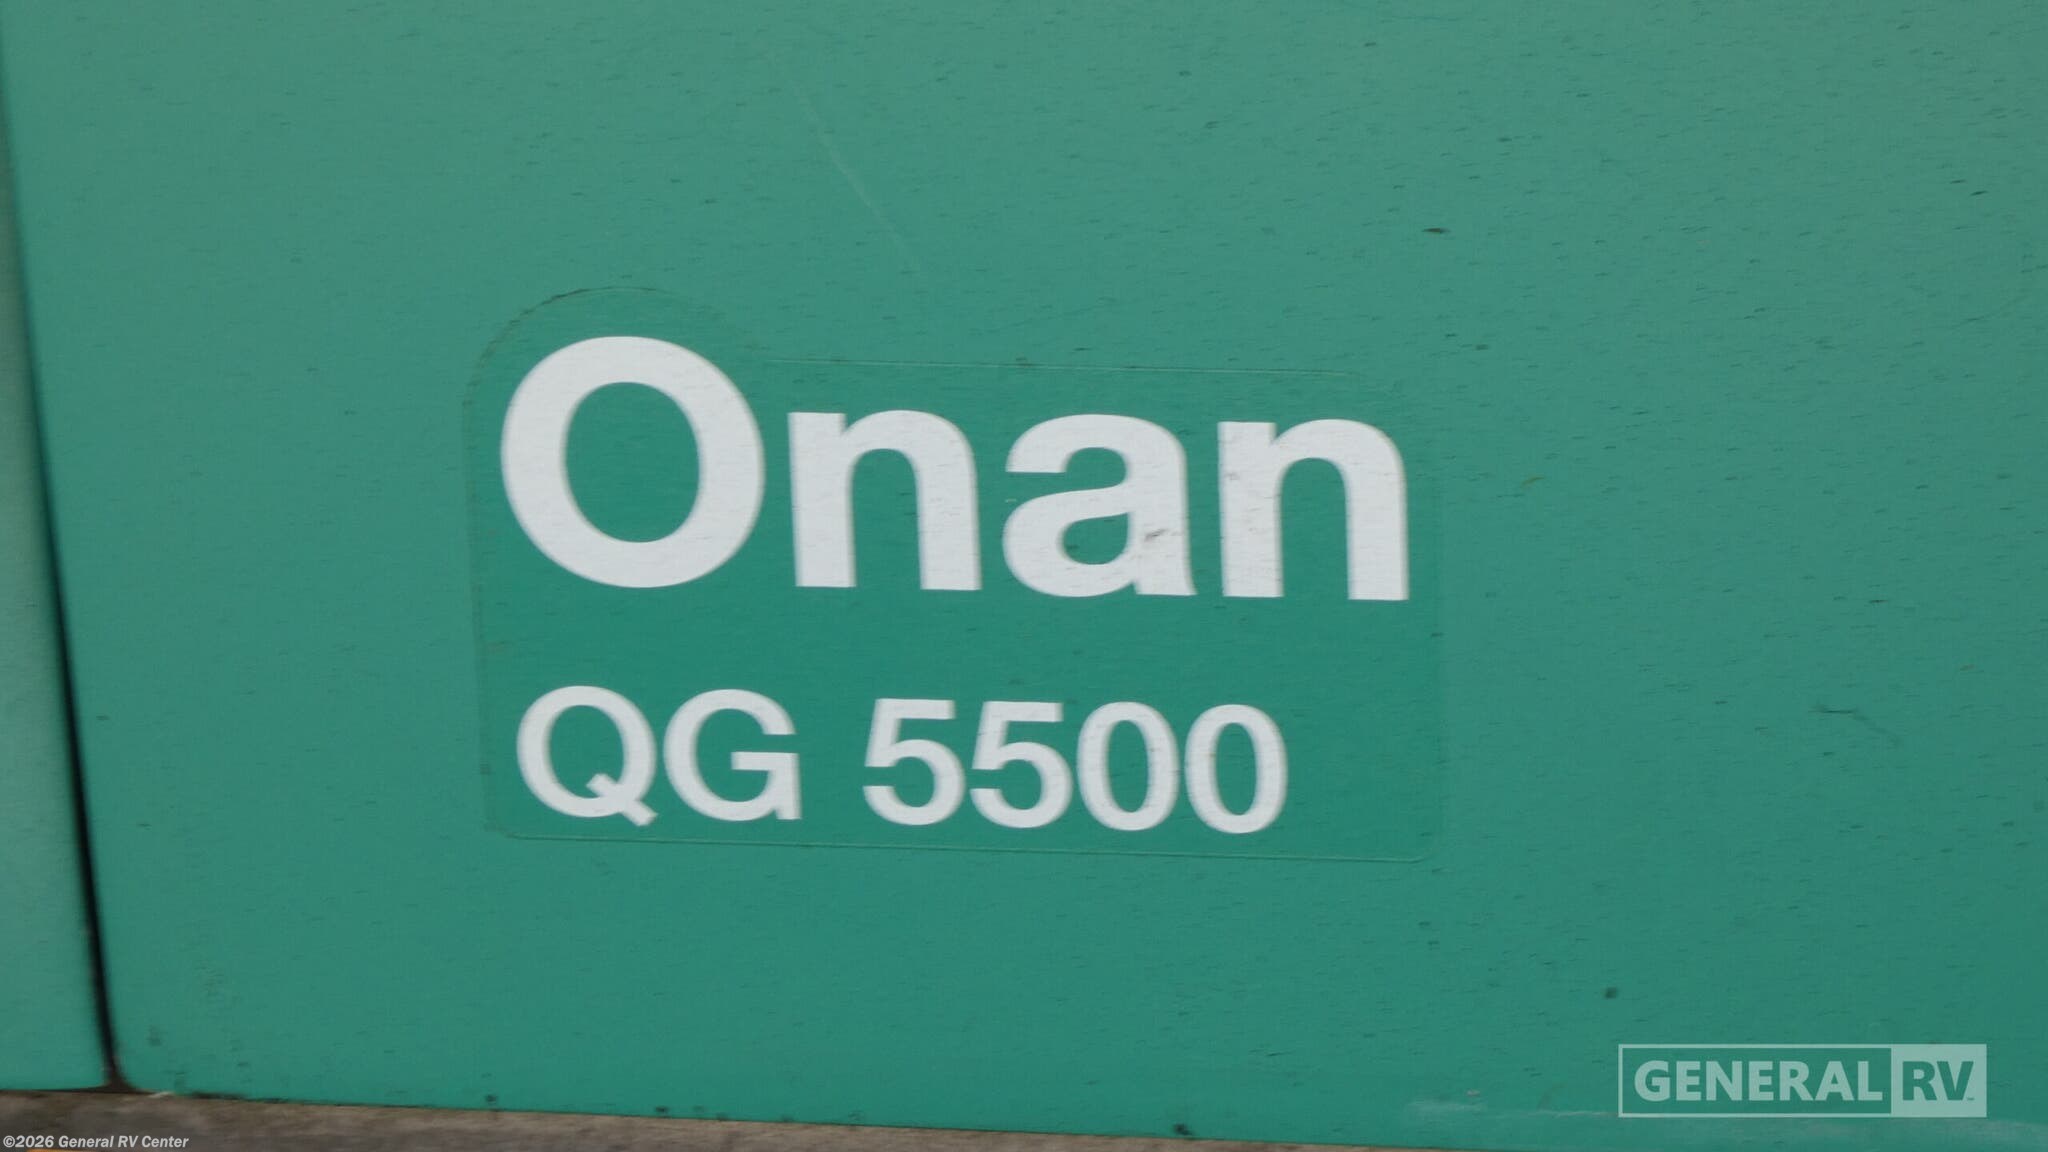 Onan
QG 5500
GENERAL RV
©2026 General RV Center